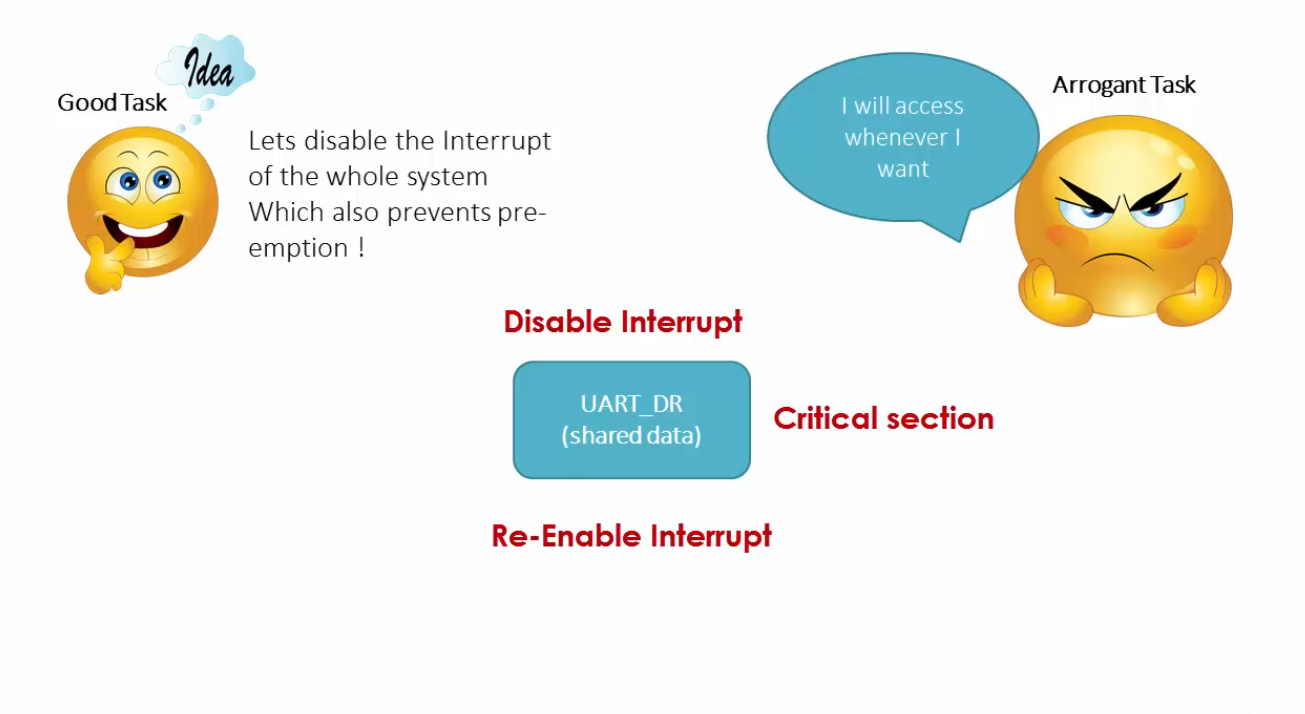 Idea
Good Task
Lets disable the Interrupt
of the whole system
Which also prevents pre-
emption !
I will access
whenever I
want
Arrogant Task
Disable Interrupt
UART_DR
(shared data)
Critical section
Re-Enable Interrupt